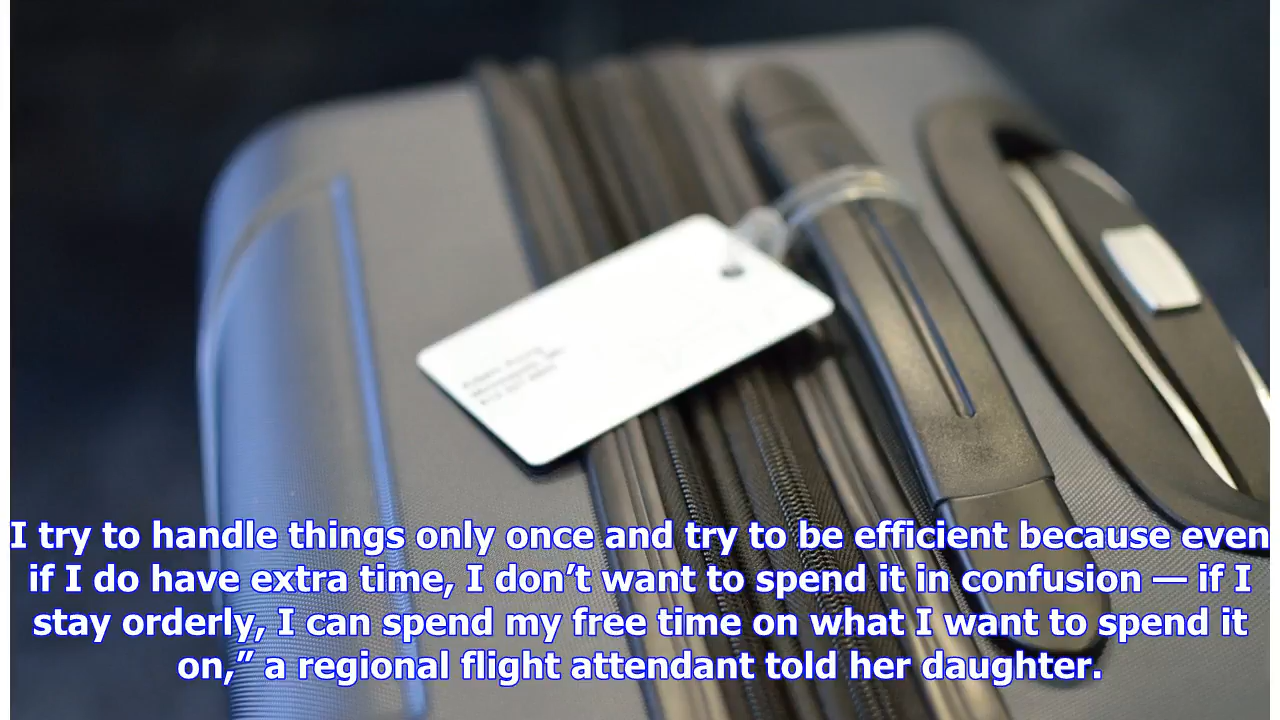 I try to handle things only once and try to be efficient because even
if I do have extra time, I don’t want to spend it in confusion — if I
stay orderly, I can spend my free time on what I want to spend it
on,” a regional flight attendant told her daughter.